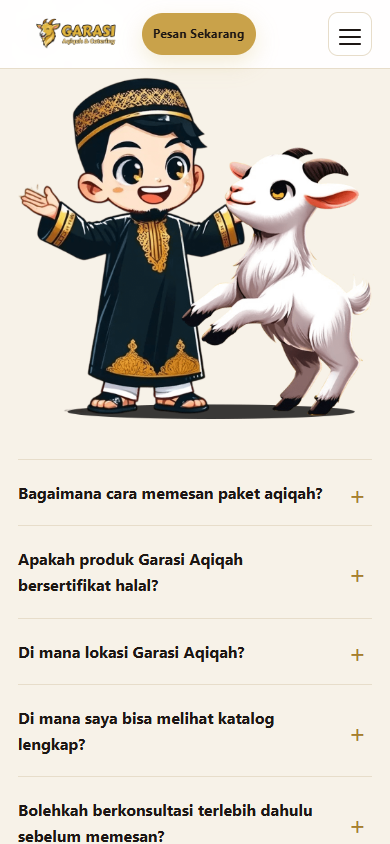 GARASI
Aqiqah & Catering
Pesan Sekarang
Bagaimana cara memesan paket aqiqah?
Apakah produk Garasi Aqiqah
bersertifikat halal?
Di mana lokasi Garasi Aqiqah?
Di mana saya bisa melihat katalog
lengkap?
Bolehkah berkonsultasi terlebih dahulu
sebelum memesan?